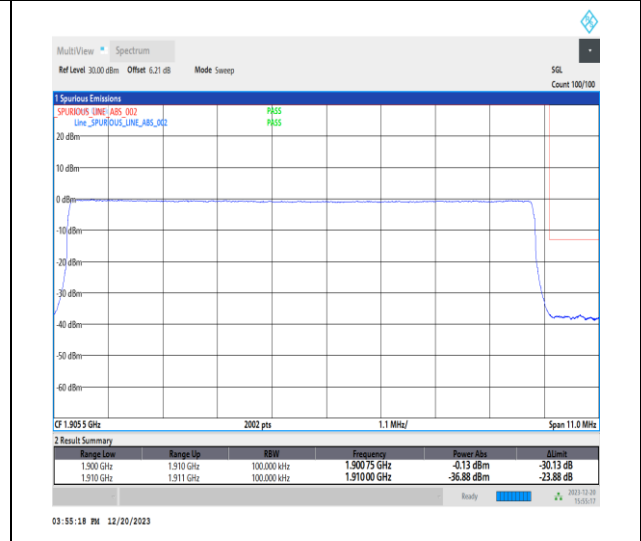 MultiView Spectrum
Ref Level 30.00 dBm Offset 6.21 dB Mode Sweep SGL
Count 100/100
1 Spurious Emissions
SPURIOUS_LINE_ABS_002 PASS
Line _SPURIOUS_LINE_ABS_002 PASS
20 dBm
10 dBm
0 dBm
-10 dBm
-20 dBm
-30 dBm
-40 dBm
-50 dBm
-60 dBm
CF 1.905 5 GHz 2002 pts 1.1 MHz/ Span 11.0 MHz
2 Result Summary
Range Low Range Up RBW Frequency Power Abs ΔLimit
1.900 GHz 1.910 GHz 100.000 kHz 1.900 75 GHz -0.13 dBm -30.13 dB
1.910 GHz 1.911 GHz 100.000 kHz 1.910 00 GHz -36.88 dBm -23.88 dB
Ready 2023-12-20
15:55:17
03:55:18 PM 12/20/2023